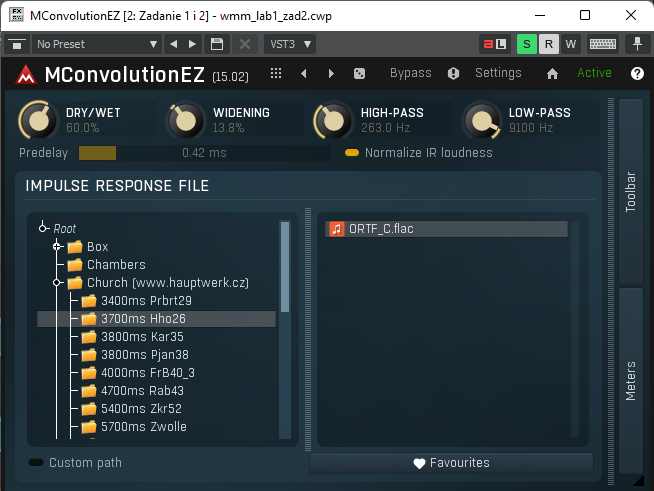 MConvolutionEZ [2: Zadanie 1 i 2] - wmm_lab1_zad2.cwp
FX
No Preset
VST3
aL
S
R
W
MConvolutionEZ (15.02)
Bypass
Settings
Active
?
DRY/WET
60.0%
WIDENING
13.8%
HIGH-PASS
263.0 Hz
LOW-PASS
9100 Hz
Predelay
0.42 ms
Normalize IR loudness
IMPULSE RESPONSE FILE
Root
Box
Chambers
Church (www.hauptwerk.cz)
3400ms Prbrt29
3700ms Hho26
3800ms Kar35
3800ms Pjan38
4000ms FrB40_3
4700ms Rab43
5400ms Zkr52
5700ms Zwolle
ORTF_C.flac
Custom path
Favourites
Toolbar
Meters